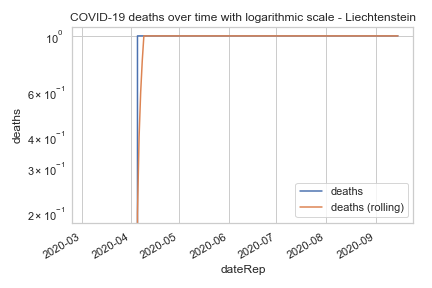 COVID-19 deaths over time with logarithmic scale - Liechtenstein
10⁰
6 × 10⁻¹
4 × 10⁻¹
3 × 10⁻¹
2 × 10⁻¹
deaths
deaths
deaths (rolling)
2020-03
2020-04
2020-05
2020-06
2020-07
2020-08
2020-09
dateRep